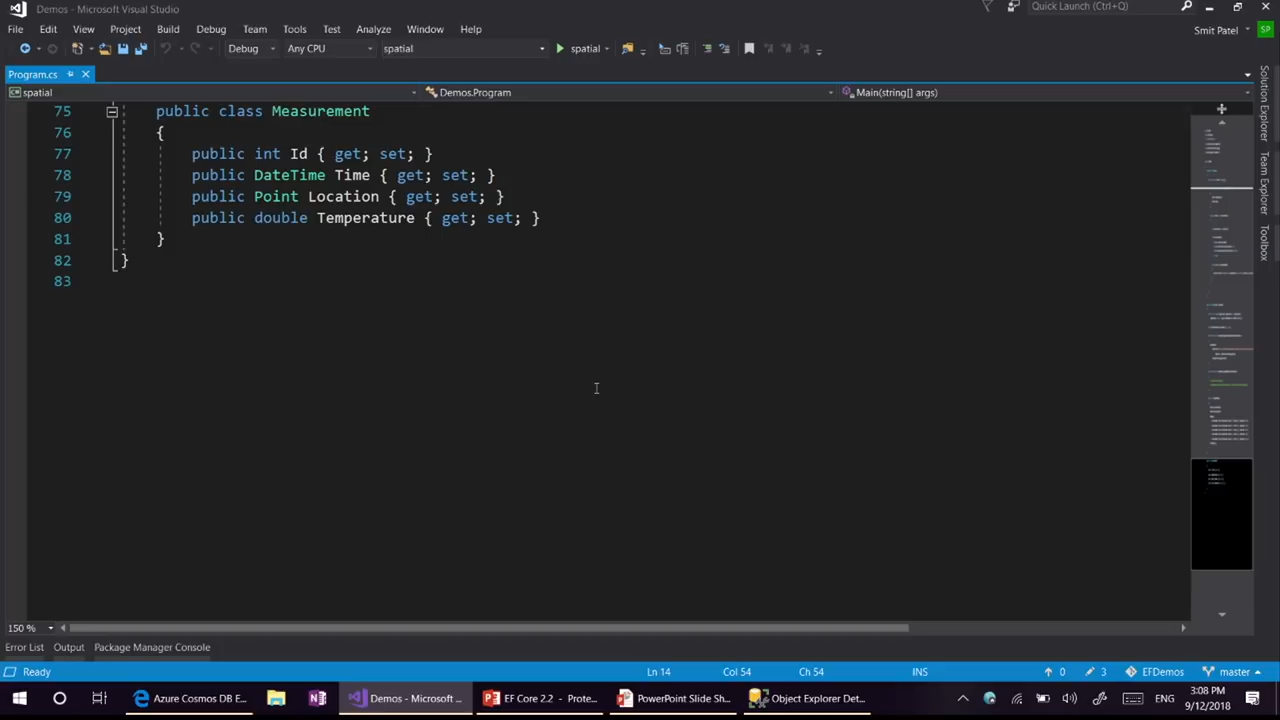 Demos - Microsoft Visual Studio
Quick Launch (Ctrl+Q)
File Edit View Project Build Debug Team Tools Test Analyze Window Help
Smit Patel SP
Debug Any CPU spatial spatial
Program.cs
spatial Demos.Program Main(string[] args)
75 public class Measurement
76 {
77 public int Id { get; set; }
78 public DateTime Time { get; set; }
79 public Point Location { get; set; }
80 public double Temperature { get; set; }
81 }
82 }
83
Solution Explorer
Team Explorer
Toolbox
150 %
Error List Output Package Manager Console
Ready Ln 14 Col 54 Ch 54 INS 0 3 EFDemos master
Azure Cosmos DB E... Demos - Microsoft ... EF Core 2.2 - Prote... PowerPoint Slide Sh... Object Explorer Det... ENG 3:08 PM
9/12/2018